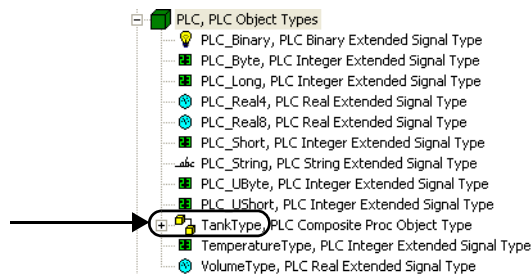 PLC, PLC Object Types
PLC_Binary, PLC Binary Extended Signal Type
PLC_Byte, PLC Integer Extended Signal Type
PLC_Long, PLC Integer Extended Signal Type
PLC_Real4, PLC Real Extended Signal Type
PLC_Real8, PLC Real Extended Signal Type
PLC_Short, PLC Integer Extended Signal Type
abc PLC_String, PLC String Extended Signal Type
PLC_UByte, PLC Integer Extended Signal Type
PLC_UShort, PLC Integer Extended Signal Type
TankType, PLC Composite Proc Object Type
TemperatureType, PLC Integer Extended Signal Type
VolumeType, PLC Real Extended Signal Type